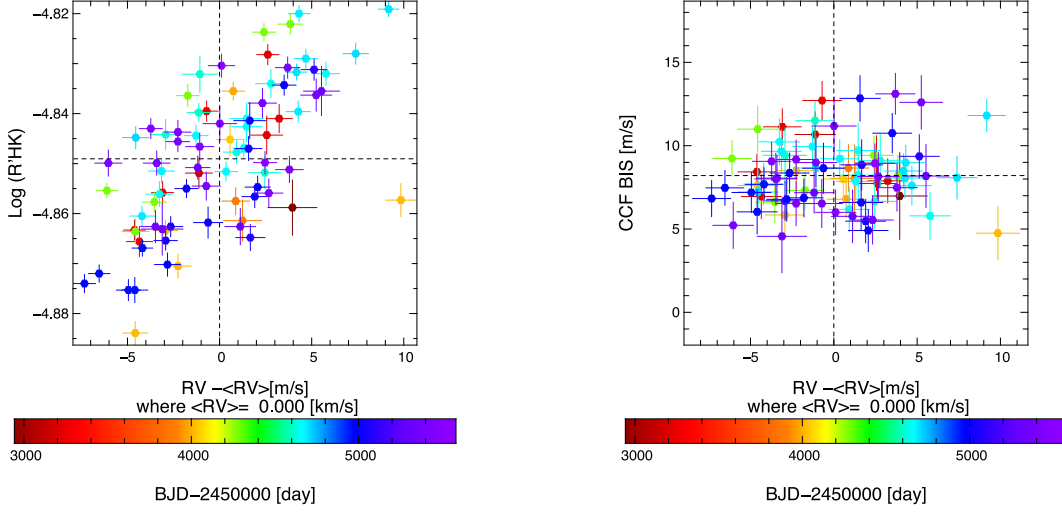 −4.82
−4.84
−4.86
−4.88
Log (R'HK)
−5 0 5 10
RV −<RV>[m/s]
where <RV>= 0.000 [km/s]
3000 4000 5000
BJD−2450000 [day]
15
10
5
0
CCF BIS [m/s]
−5 0 5 10
RV −<RV>[m/s]
where <RV>= 0.000 [km/s]
3000 4000 5000
BJD−2450000 [day]